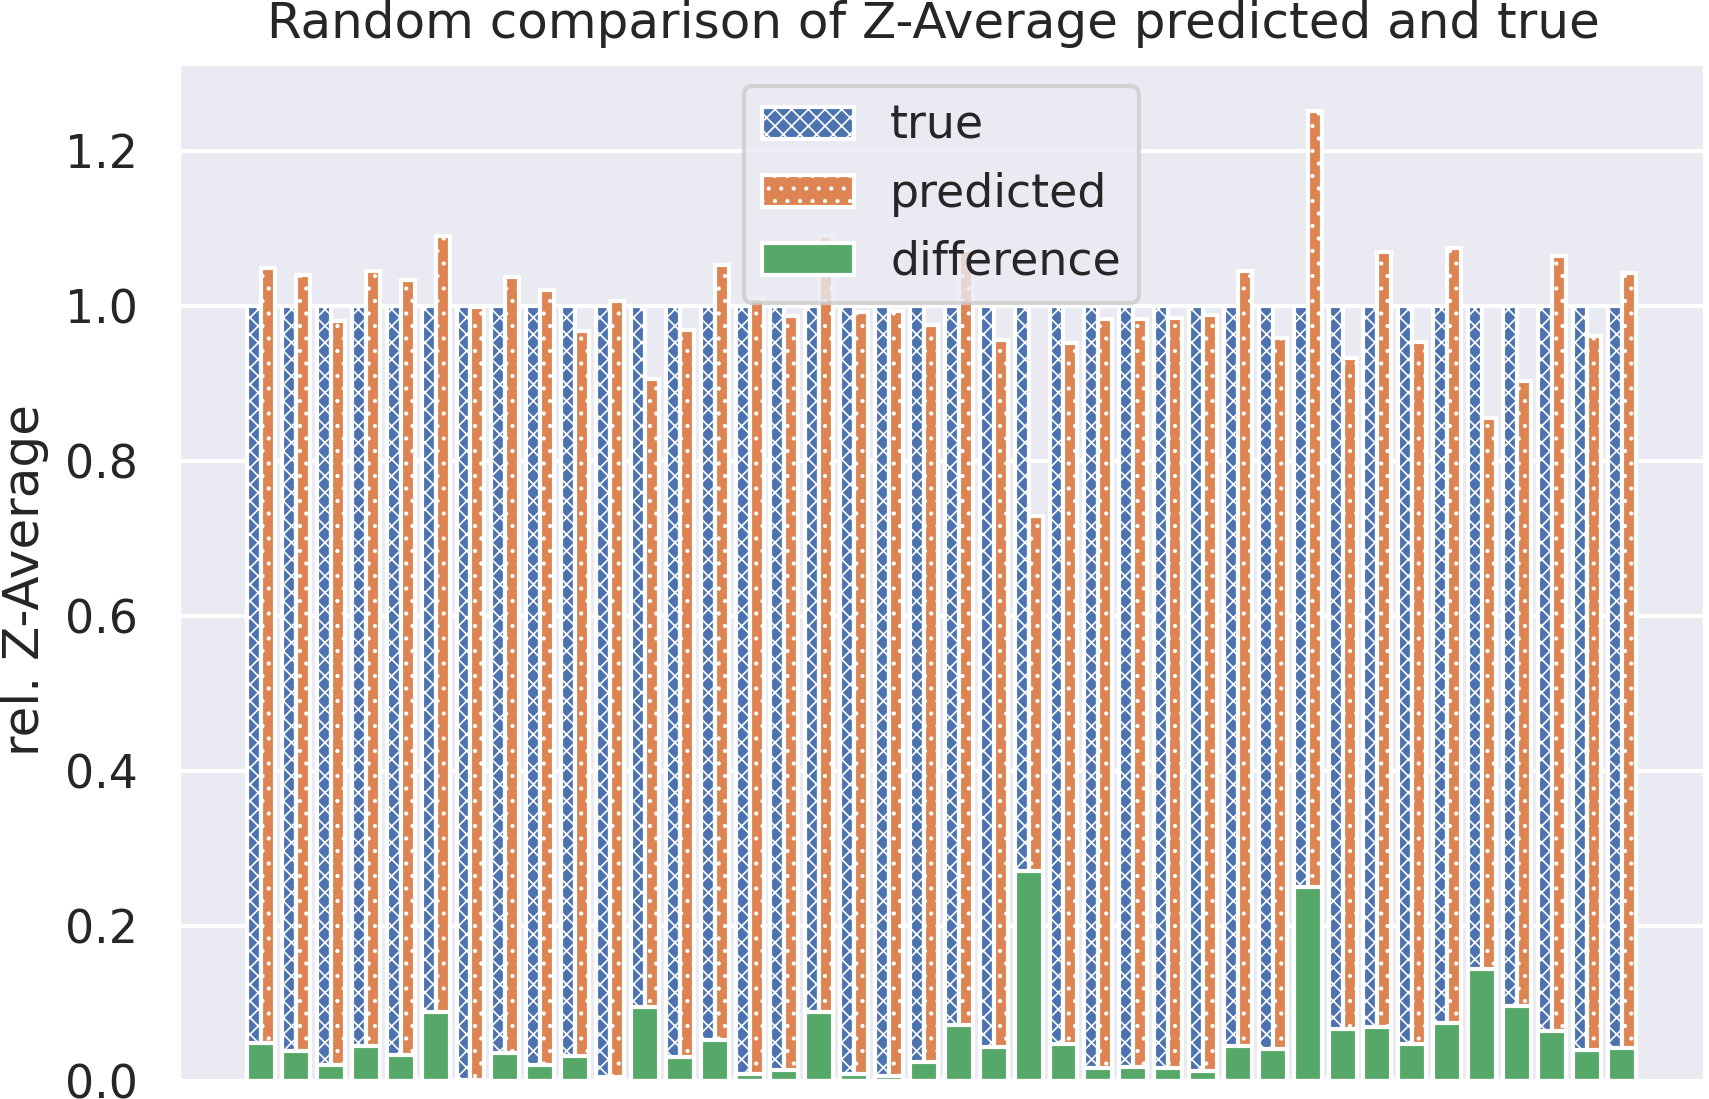 Random comparison of Z-Average predicted and true
true
predicted
difference
rel. Z-Average
1.2
1.0
0.8
0.6
0.4
0.2
0.0